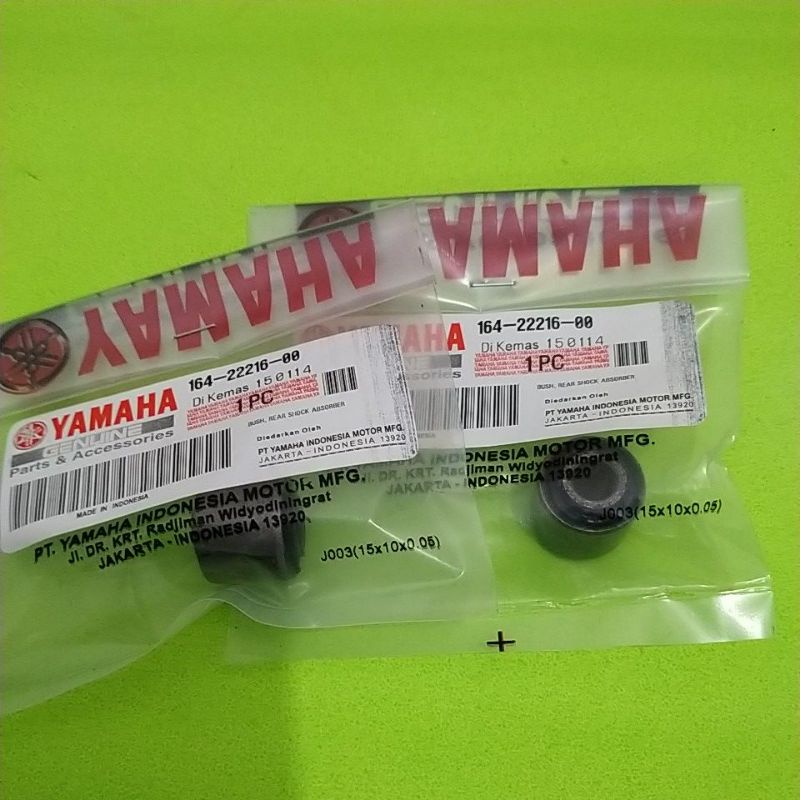 YAMAHA
164-22216-00
Di Kemas 150114
1 PC
BUSH, REAR SHOCK ABSORBER
YAMAHA
GENUINE
Parts & Accessories
Diedarkan Oleh
PT YAMAHA INDONESIA MOTOR MFG.
JAKARTA - INDONESIA 13920
MADE IN INDONESIA
PT. YAMAHA INDONESIA MOTOR MFG.
Jl. DR. KRT. Radjiman Widyodiningrat
JAKARTA - INDONESIA 13920
J003(15x10x0.05)
YAMAHA
164-22216-00
Di Kemas 150114
1 PC
BUSH, REAR SHOCK ABSORBER
Diedarkan Oleh
PT YAMAHA INDONESIA MOTOR MFG.
JAKARTA - INDONESIA 13920
INDONESIA MOTOR MFG.
DR. KRT. Radjiman Widyodiningrat
JAKARTA - INDONESIA 13920
J003(15x10x0.05)